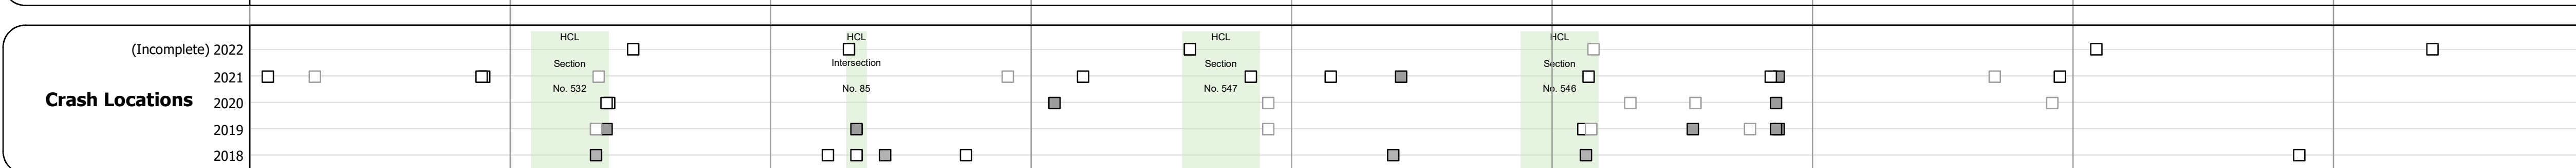 HCL HCL HCL HCL
(Incomplete) 2022
Section Intersection Section Section
2021
No. 532 No. 85 No. 547 No. 546
Crash Locations 2020
2019
2018